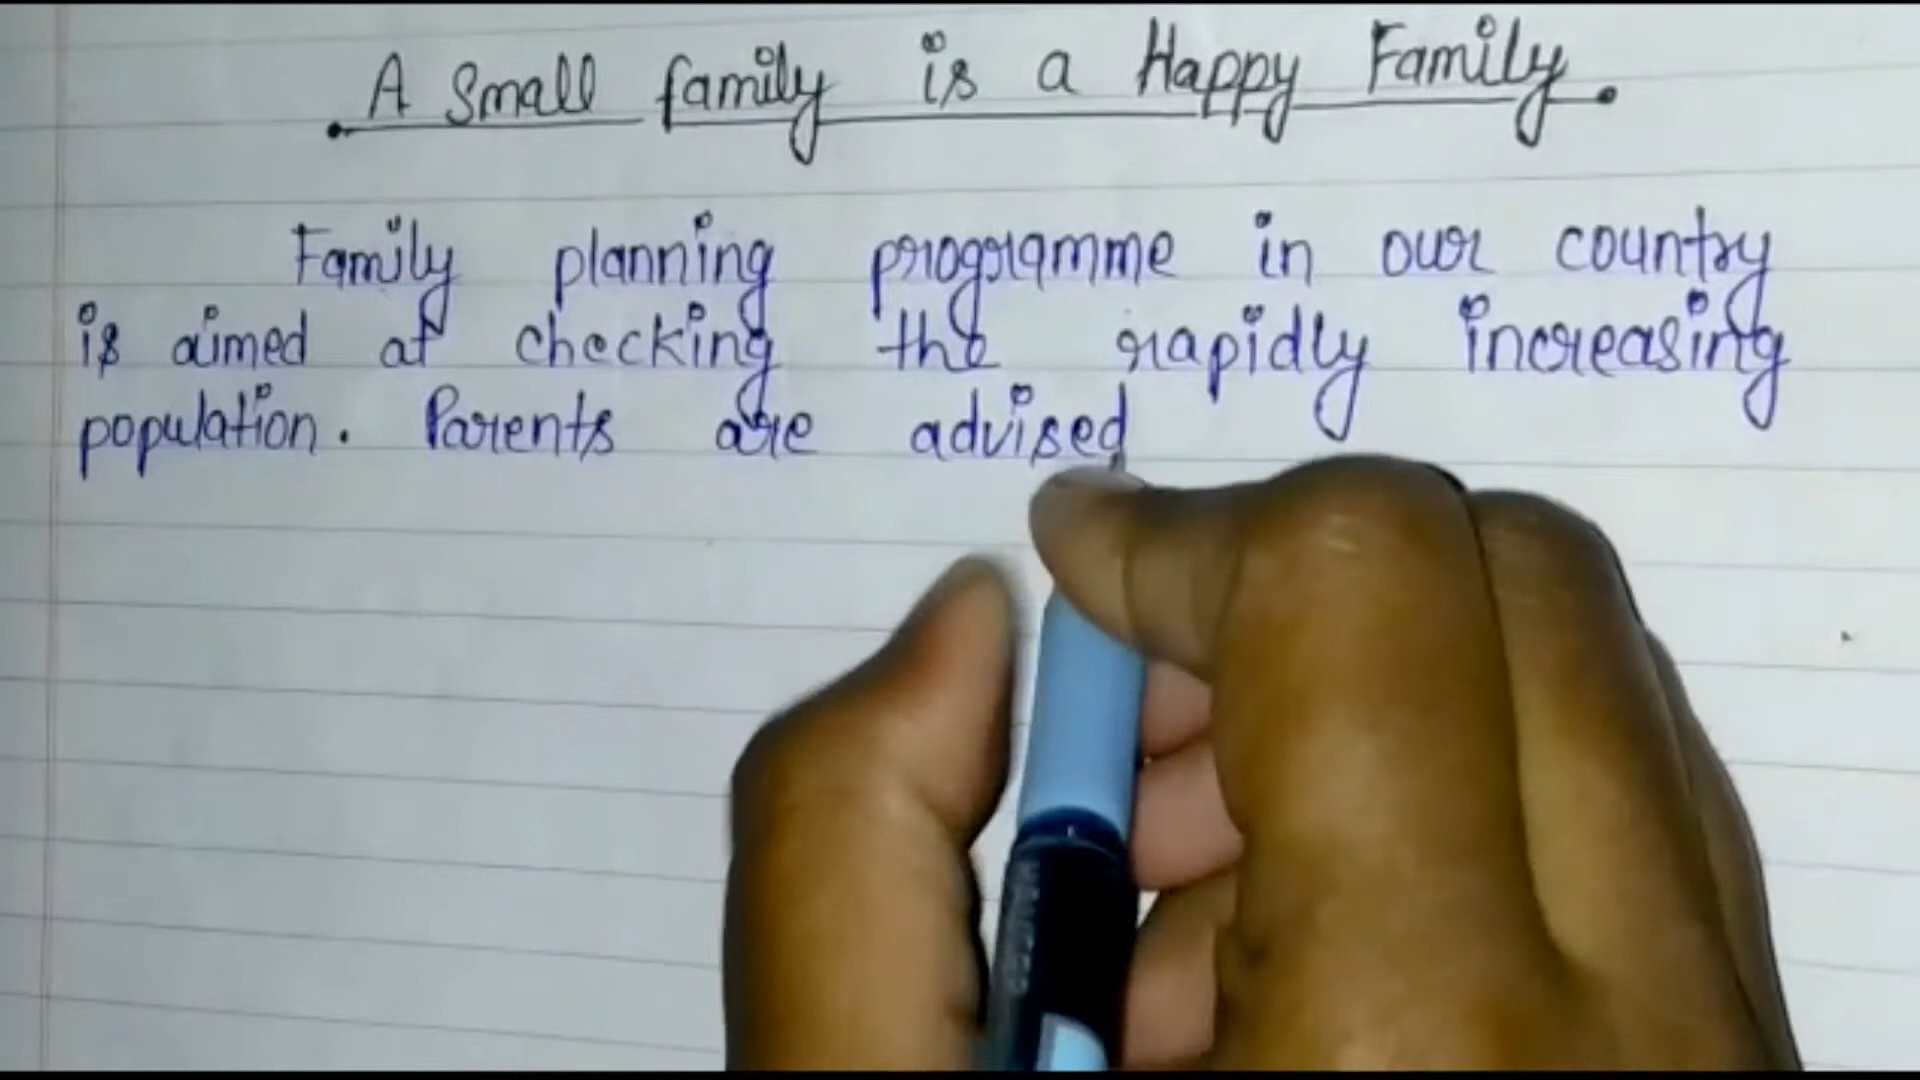 A Small family is a Happy Family.
Family planning programme in our country
is aimed at checking the rapidly increasing
population. Parents are advised